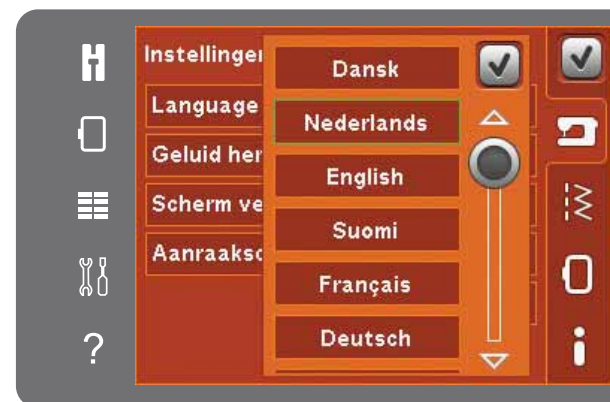 Instellingen
Language
Geluid her
Scherm ve
Aanraaksc
Dansk
Nederlands
English
Suomi
Français
Deutsch
?